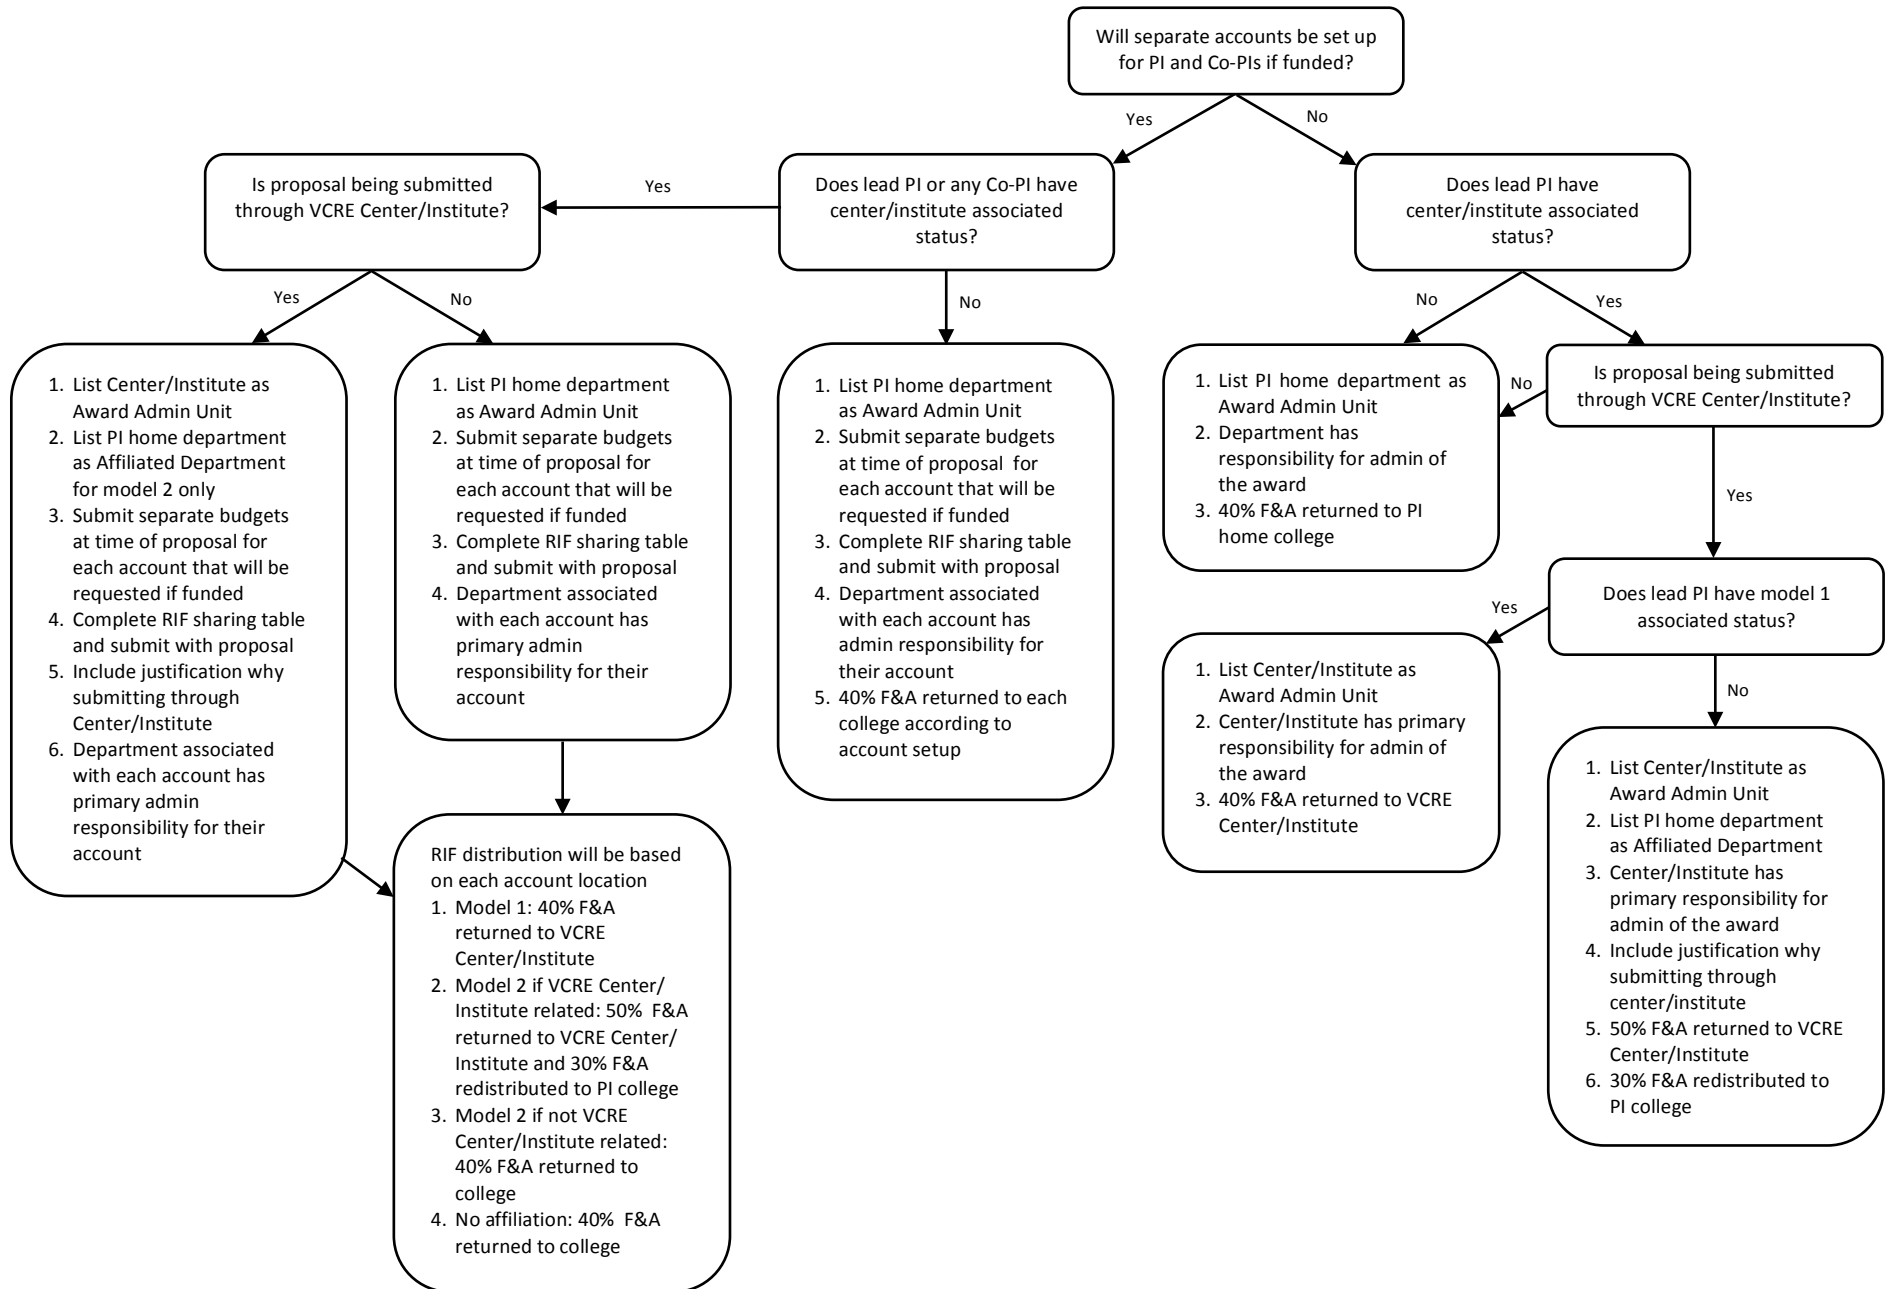 Will separate accounts be set up
for PI and Co-PIs if funded?
Yes
No
Is proposal being submitted
through VCRE Center/Institute?
Yes
Does lead PI or any Co-PI have
center/institute associated
status?
Does lead PI have
center/institute associated
status?
Yes
No
No
No
Yes
1. List Center/Institute as
Award Admin Unit
2. List PI home department
as Affiliated Department
for model 2 only
3. Submit separate budgets
at time of proposal for
each account that will be
requested if funded
4. Complete RIF sharing table
and submit with proposal
5. Include justification why
submitting through
Center/Institute
6. Department associated
with each account has
primary admin
responsibility for their
account
1. List PI home department
as Award Admin Unit
2. Submit separate budgets
at time of proposal for
each account that will be
requested if funded
3. Complete RIF sharing table
and submit with proposal
4. Department associated
with each account has
primary admin
responsibility for their
account
1. List PI home department
as Award Admin Unit
2. Submit separate budgets
at time of proposal for
each account that will be
requested if funded
3. Complete RIF sharing table
and submit with proposal
4. Department associated
with each account has
admin responsibility for
their account
5. 40% F&A returned to each
college according to
account setup
1. List PI home department as
Award Admin Unit
2. Department has
responsibility for admin of
the award
3. 40% F&A returned to PI
home college
No
Is proposal being submitted
through VCRE Center/Institute?
Yes
Does lead PI have model 1
associated status?
Yes
No
1. List Center/Institute as
Award Admin Unit
2. Center/Institute has primary
responsibility for admin of
the award
3. 40% F&A returned to VCRE
Center/Institute
1. List Center/Institute as
Award Admin Unit
2. List PI home department
as Affiliated Department
3. Center/Institute has
primary responsibility for
admin of the award
4. Include justification why
submitting through
center/institute
5. 50% F&A returned to VCRE
Center/Institute
6. 30% F&A redistributed to
PI college
RIF distribution will be based
on each account location
1. Model 1: 40% F&A
returned to VCRE
Center/Institute
2. Model 2 if VCRE Center/
Institute related: 50% F&A
returned to VCRE Center/
Institute and 30% F&A
redistributed to PI college
3. Model 2 if not VCRE
Center/Institute related:
40% F&A returned to
college
4. No affiliation: 40% F&A
returned to college